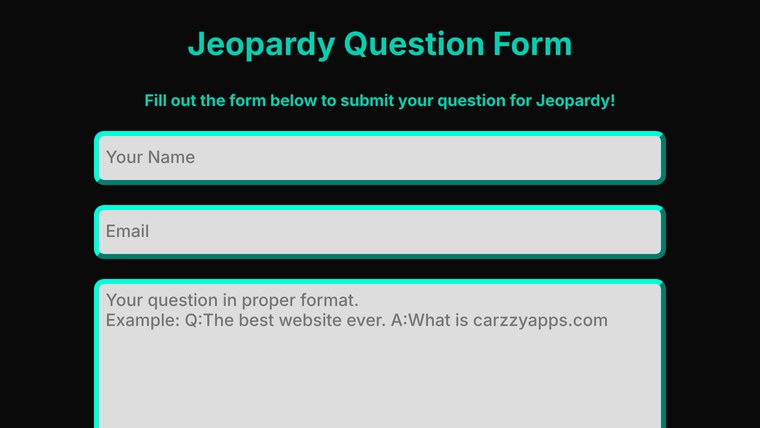 Jeopardy Question Form
Fill out the form below to submit your question for Jeopardy!
Your Name
Email
Your question in proper format.
Example: Q:The best website ever. A:What is carzzyapps.com